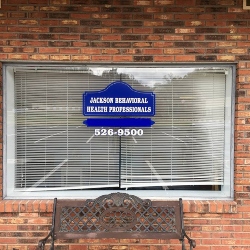 JACKSON BEHAVIORAL
HEALTH PROFESSIONALS
526-9500